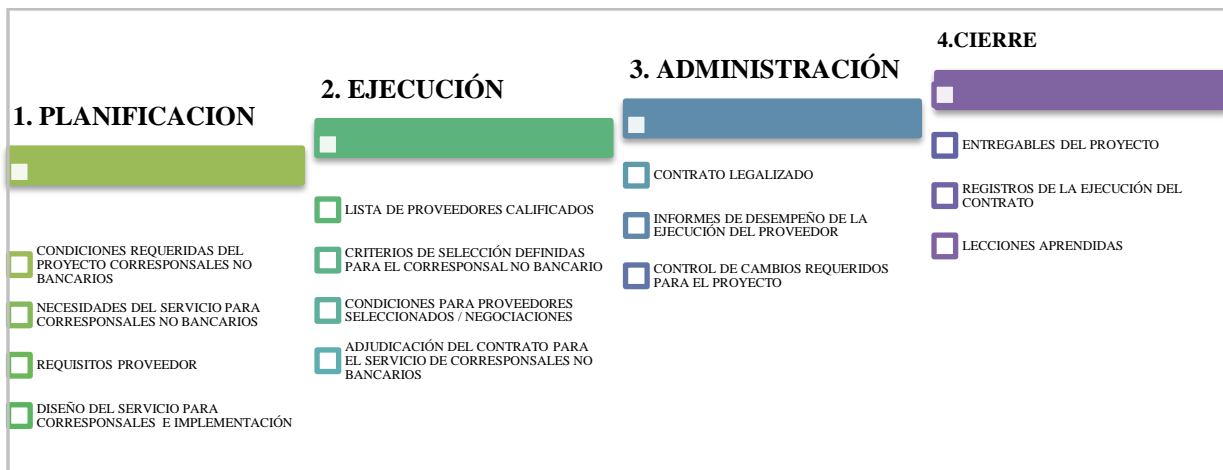 1. PLANIFICACION
CONDICIONES REQUERIDAS DEL
PROYECTO CORRESPONSALES NO
BANCARIOS
NECESIDADES DEL SERVICIO PARA
CORRESPONSALES NO BANCARIOS
REQUISITOS PROVEEDOR
DISEÑO DEL SERVICIO PARA
CORRESPONSALES E IMPLEMENTACIÓN
2. EJECUCIÓN
LISTA DE PROVEEDORES CALIFICADOS
CRITERIOS DE SELECCIÓN DEFINIDAS
PARA EL CORRESPONSAL NO BANCARIO
CONDICIONES PARA PROVEEDORES
SELECCIONADOS / NEGOCIACIONES
ADJUDICACIÓN DEL CONTRATO PARA
EL SERVICIO DE CORRESPONSALES NO
BANCARIOS
3. ADMINISTRACIÓN
CONTRATO LEGALIZADO
INFORMES DE DESEMPEÑO DE LA
EJECUCIÓN DEL PROVEEDOR
CONTROL DE CAMBIOS REQUERIDOS
PARA EL PROYECTO
4.CIERRE
ENTREGABLES DEL PROYECTO
REGISTROS DE LA EJECUCIÓN DEL
CONTRATO
LECCIONES APRENDIDAS